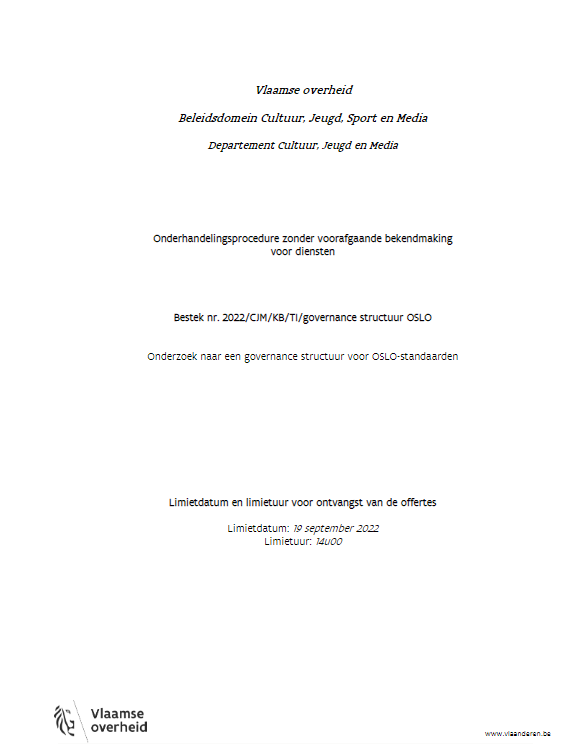 Vlaamse overheid
Beleidsdomein Cultuur, Jeugd, Sport en Media
Departement Cultuur, Jeugd en Media
Onderhandelingsprocedure zonder voorafgaande bekendmaking
voor diensten
Bestek nr. 2022/CJM/KB/TI/governance structuur OSLO
Onderzoek naar een governance structuur voor OSLO-standaarden
Limietdatum en limietuur voor ontvangst van de offertes
Limietdatum: 19 september 2022
Limietuur: 14u00
Vlaamse
overheid
www.vlaanderen.be